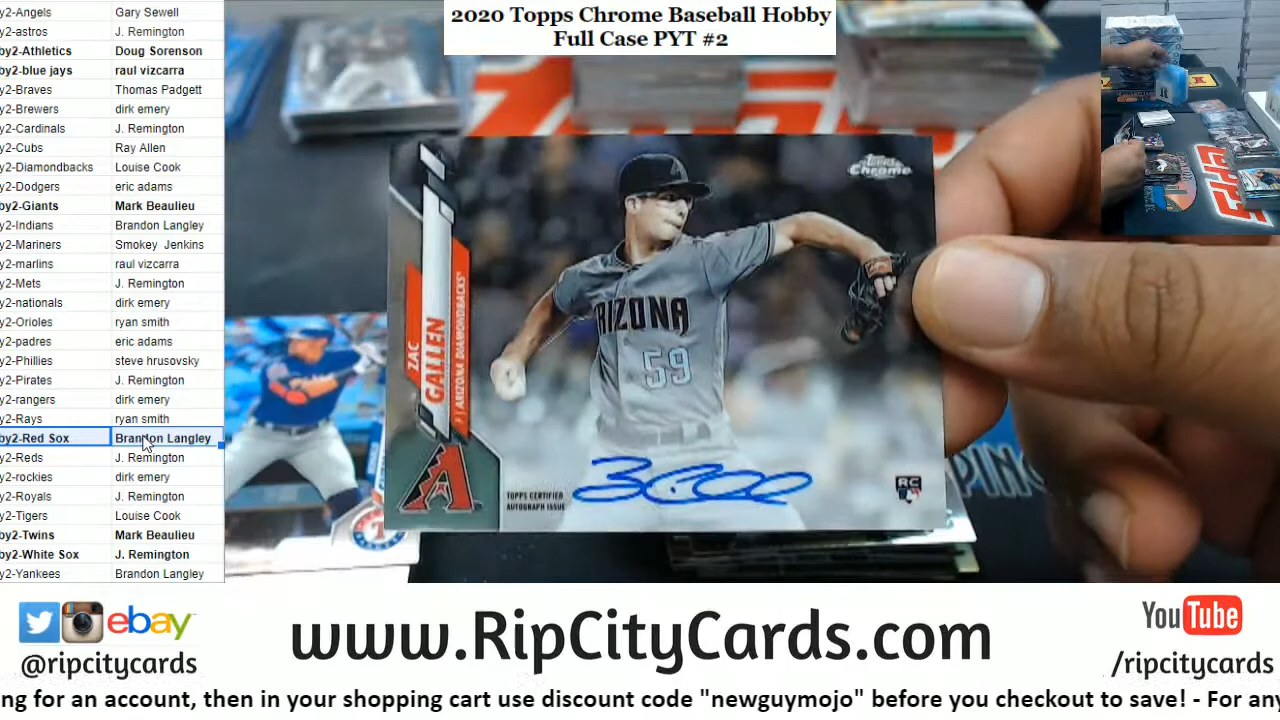 2020 Topps Chrome Baseball Hobby
Full Case PYT #2
y2-Angels Gary Sewell
y2-astros J. Remington
by2-Athletics Doug Sorenson
by2-blue jays raul vizcarra
y2-Braves Thomas Padgett
y2-Brewers dirk emery
y2-Cardinals J. Remington
y2-Cubs Ray Allen
y2-Diamondbacks Louise Cook
y2-Dodgers eric adams
by2-Giants Mark Beaulieu
y2-Indians Brandon Langley
y2-Mariners Smokey Jenkins
y2-marlins raul vizcarra
y2-Mets J. Remington
y2-nationals dirk emery
y2-Orioles ryan smith
y2-padres eric adams
y2-Phillies steve hrusovsky
y2-Pirates J. Remington
y2-rangers dirk emery
y2-Rays ryan smith
by2-Red Sox Brandon Langley
y2-Reds J. Remington
y2-rockies dirk emery
y2-Royals J. Remington
y2-Tigers Louise Cook
by2-Twins Mark Beaulieu
by2-White Sox J. Remington
y2-Yankees Brandon Langley
Topps
Chrome
ZAC
GALLEN
P ARIZONA DIAMONDBACKS
ARIZONA
59
A
TOPPS CERTIFIED
AUTOGRAPH ISSUE
RC
PING
T
TOPPS
ebay
@ripcitycards
www.RipCityCards.com
YouTube
/ripcitycards
ng for an account, then in your shopping cart use discount code "newguymojo" before you checkout to save! - For any